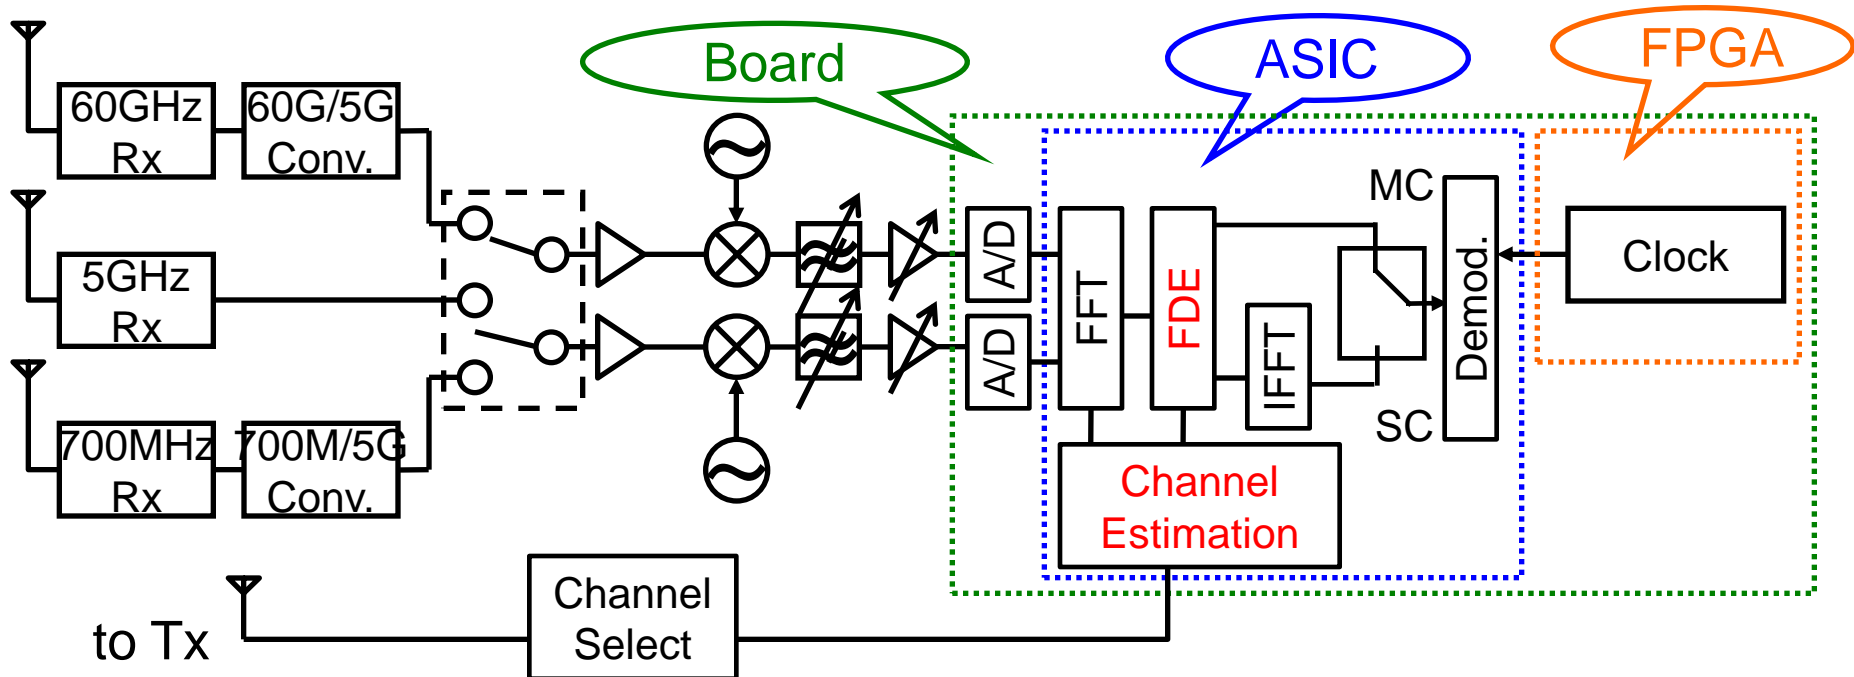 Board
ASIC
FPGA
60GHz
Rx
60G/5G
Conv.
5GHz
Rx
700MHz
Rx
700M/5G
Conv.
A/D
A/D
FFT
FDE
IFFT
MC
SC
Demod.
Clock
Channel
Estimation
Channel
Select
to Tx